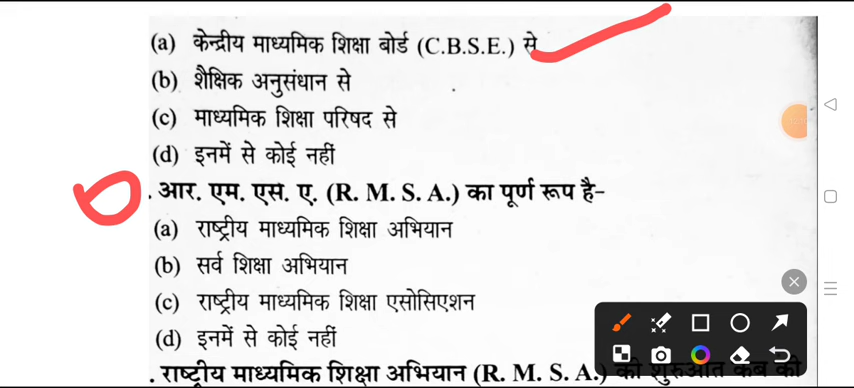 (a) केन्द्रीय माध्यमिक शिक्षा बोर्ड (C.B.S.E.) से
(b) शैक्षिक अनुसंधान से
(c) माध्यमिक शिक्षा परिषद से
(d) इनमें से कोई नहीं
. आर. एम. एस. ए. (R. M. S. A.) का पूर्ण रूप है-
(a) राष्ट्रीय माध्यमिक शिक्षा अभियान
(b) सर्व शिक्षा अभियान
(c) राष्ट्रीय माध्यमिक शिक्षा एसोसिएशन
(d) इनमें से कोई नहीं
. राष्ट्रीय माध्यमिक शिक्षा अभियान (R. M. S. A.) की शुरुआत कब की